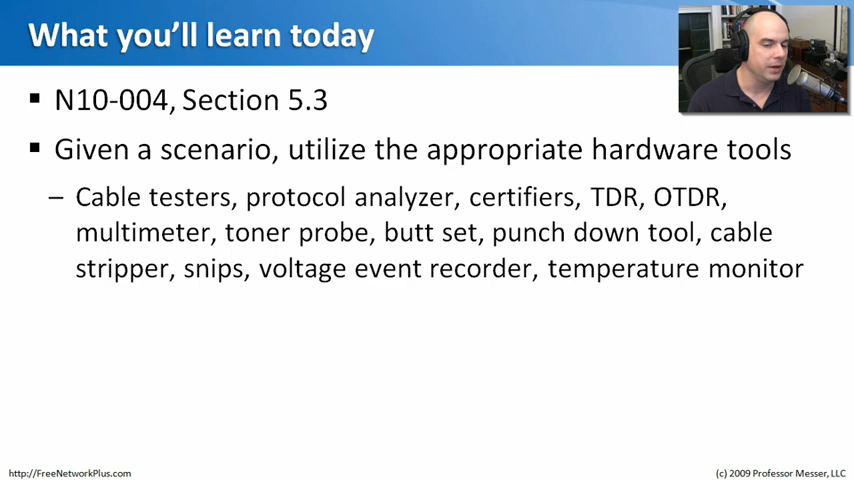 What you'll learn today
▪ N10-004, Section 5.3
▪ Given a scenario, utilize the appropriate hardware tools
– Cable testers, protocol analyzer, certifiers, TDR, OTDR,
multimeter, toner probe, butt set, punch down tool, cable
stripper, snips, voltage event recorder, temperature monitor
http://FreeNetworkPlus.com
(c) 2009 Professor Messer, LLC